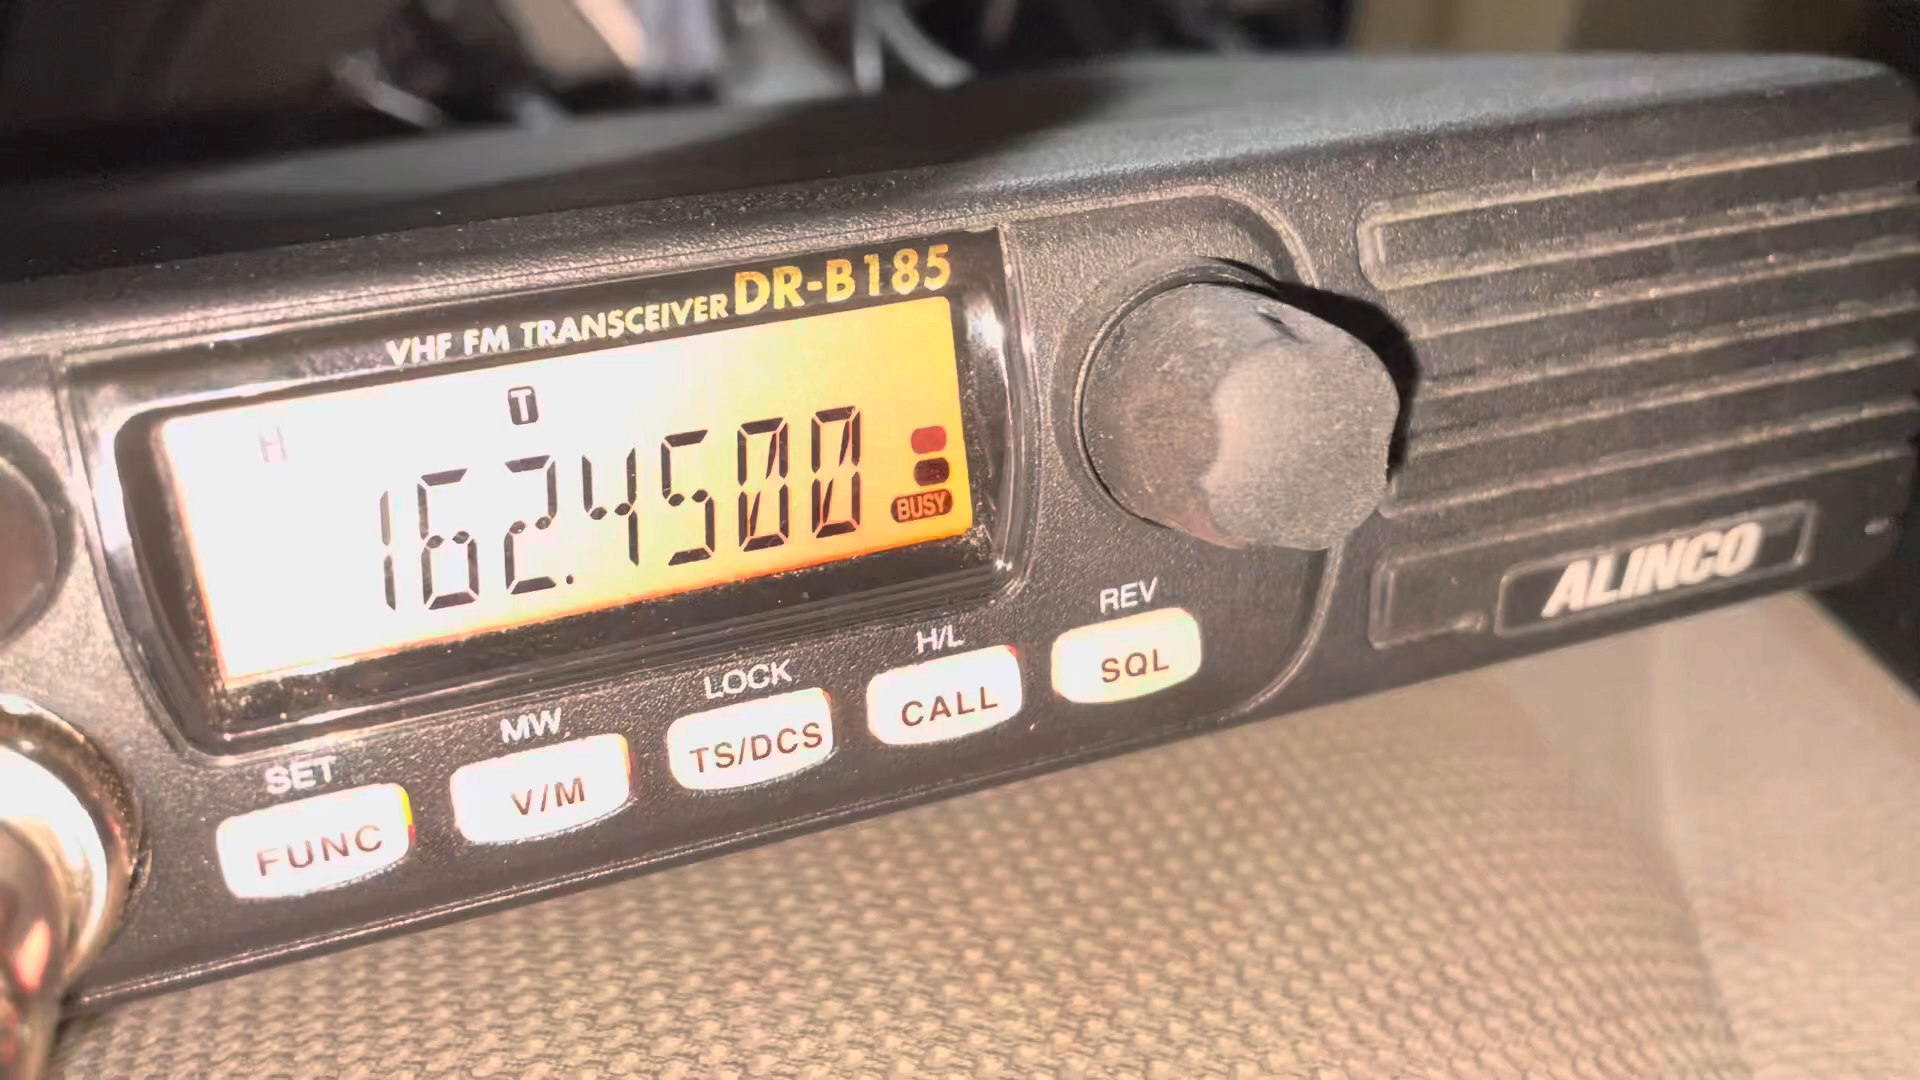 VHF FM TRANSCEIVER DR-B185
H
T
162.4500
BUSY
ALINCO
SET
MW
LOCK
H/L
REV
FUNC
V/M
TS/DCS
CALL
SQL